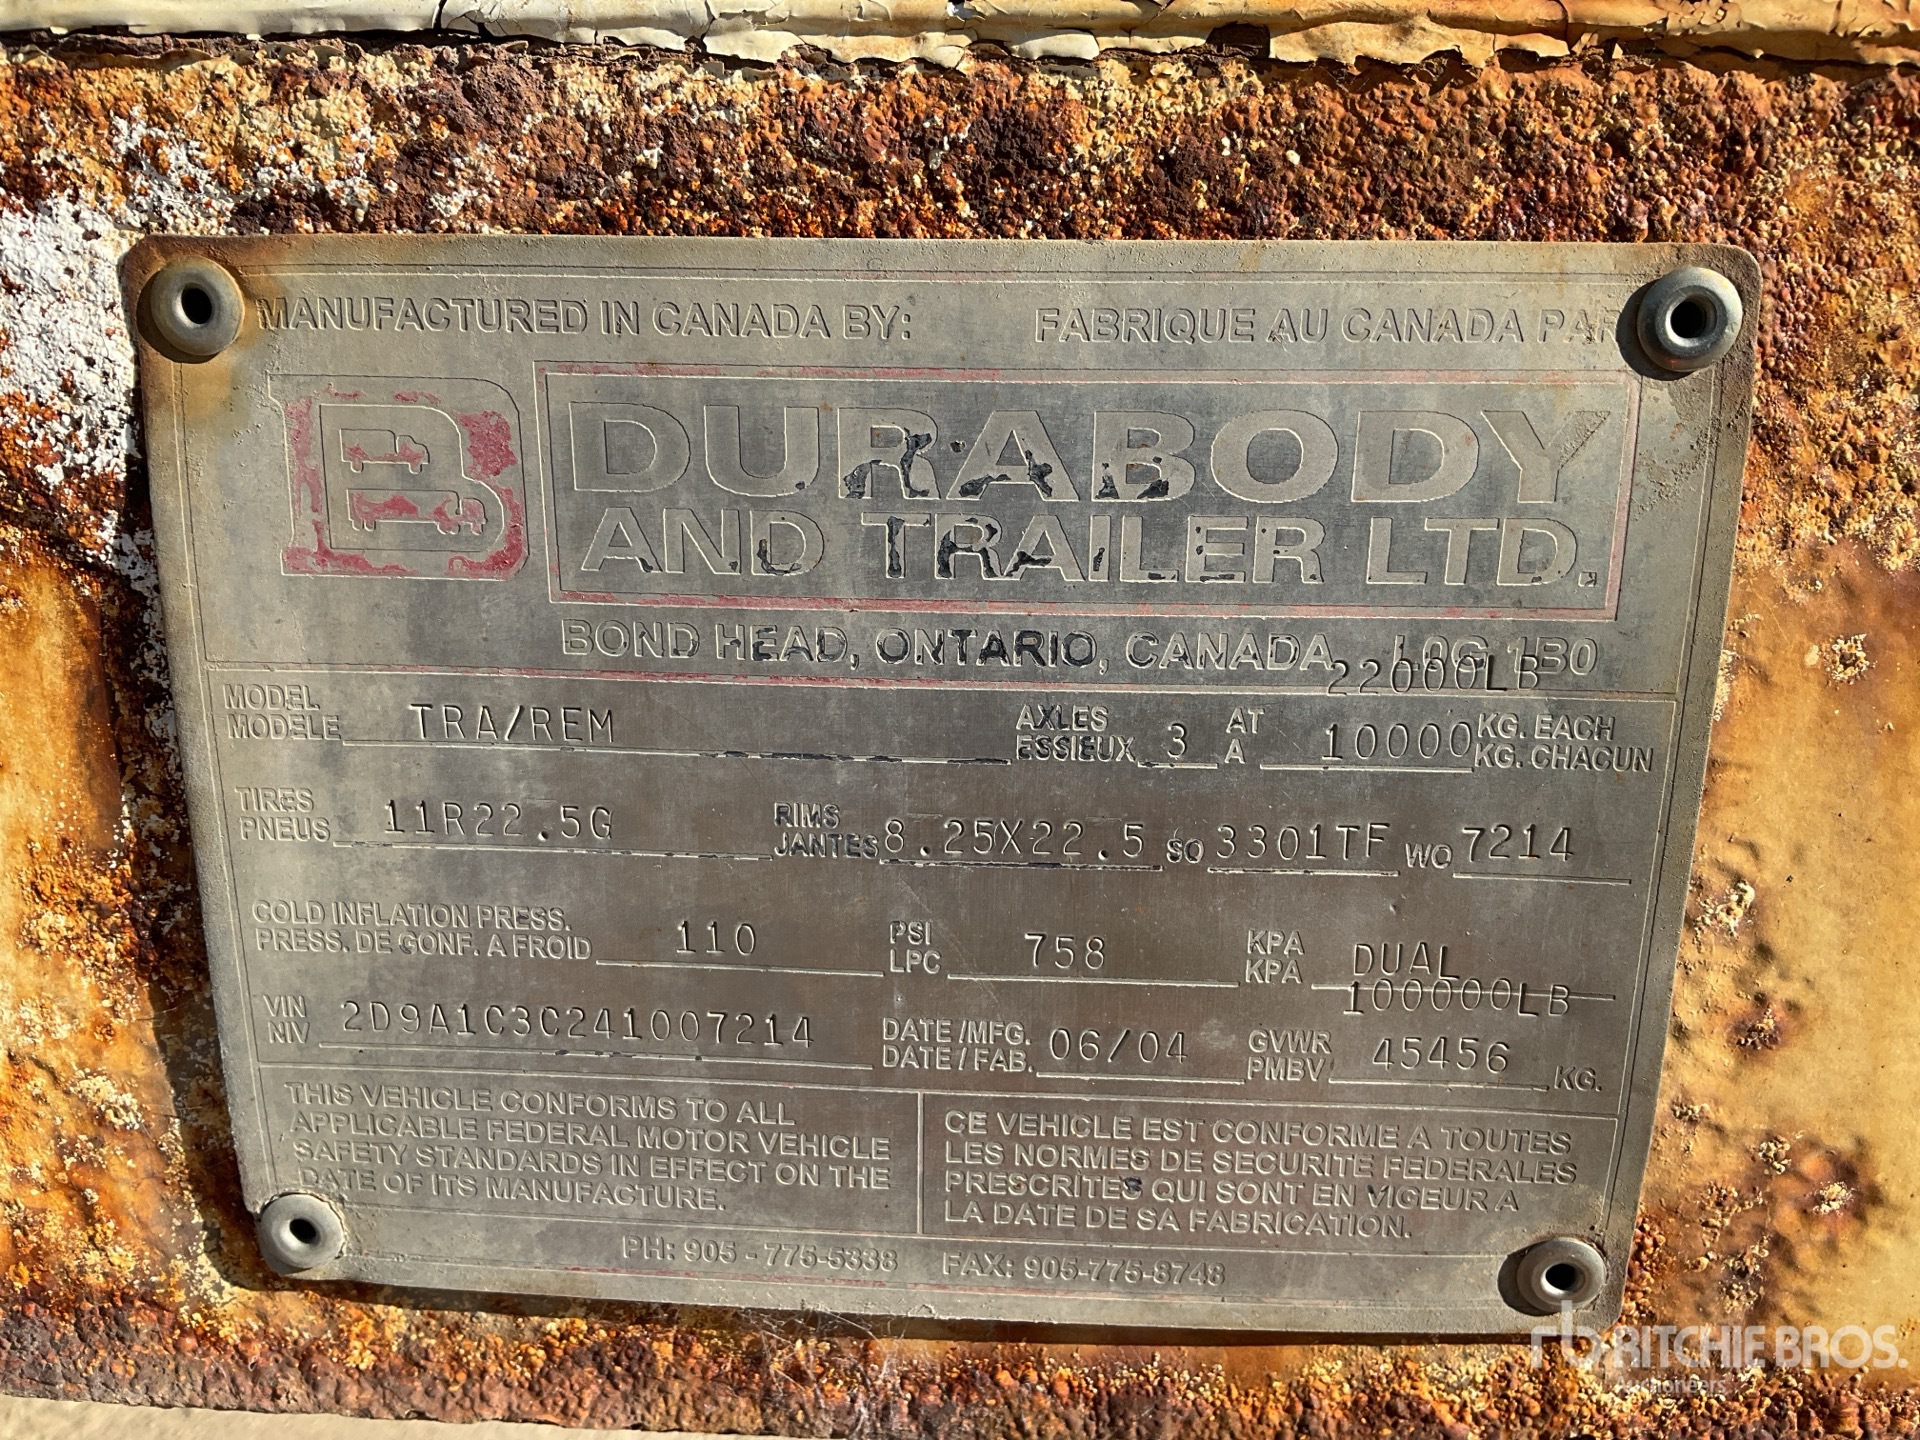 MANUFACTURED IN CANADA BY: FABRIQUE AU CANADA PAR
B DURABODY
AND TRAILER LTD.
BOND HEAD, ONTARIO, CANADA L0G 1B0
22000LB
MODEL
MODELE TRA/REM AXLES
ESSIEUX 3 AT
A 10000 KG. EACH
KG. CHACUN
TIRES
PNEUS 11R22.5G RIMS
JANTES 8.25X22.5 SO 3301TF WO 7214
COLD INFLATION PRESS.
PRESS. DE GONF. A FROID 110 PSI
LPC 758 KPA
KPA DUAL
100000LB
VIN
NIV 2D9A1C3C241007214 DATE /MFG.
DATE / FAB. 06/04 GVWR
PMBV 45456 KG.
THIS VEHICLE CONFORMS TO ALL
APPLICABLE FEDERAL MOTOR VEHICLE
SAFETY STANDARDS IN EFFECT ON THE
DATE OF ITS MANUFACTURE.
CE VEHICLE EST CONFORME A TOUTES
LES NORMES DE SECURITE FEDERALES
PRESCRITES QUI SONT EN VIGEUR A
LA DATE DE SA FABRICATION.
PH: 905 - 775-5338 FAX: 905-775-8748
rb RITCHIE BROS.
Auctioneers